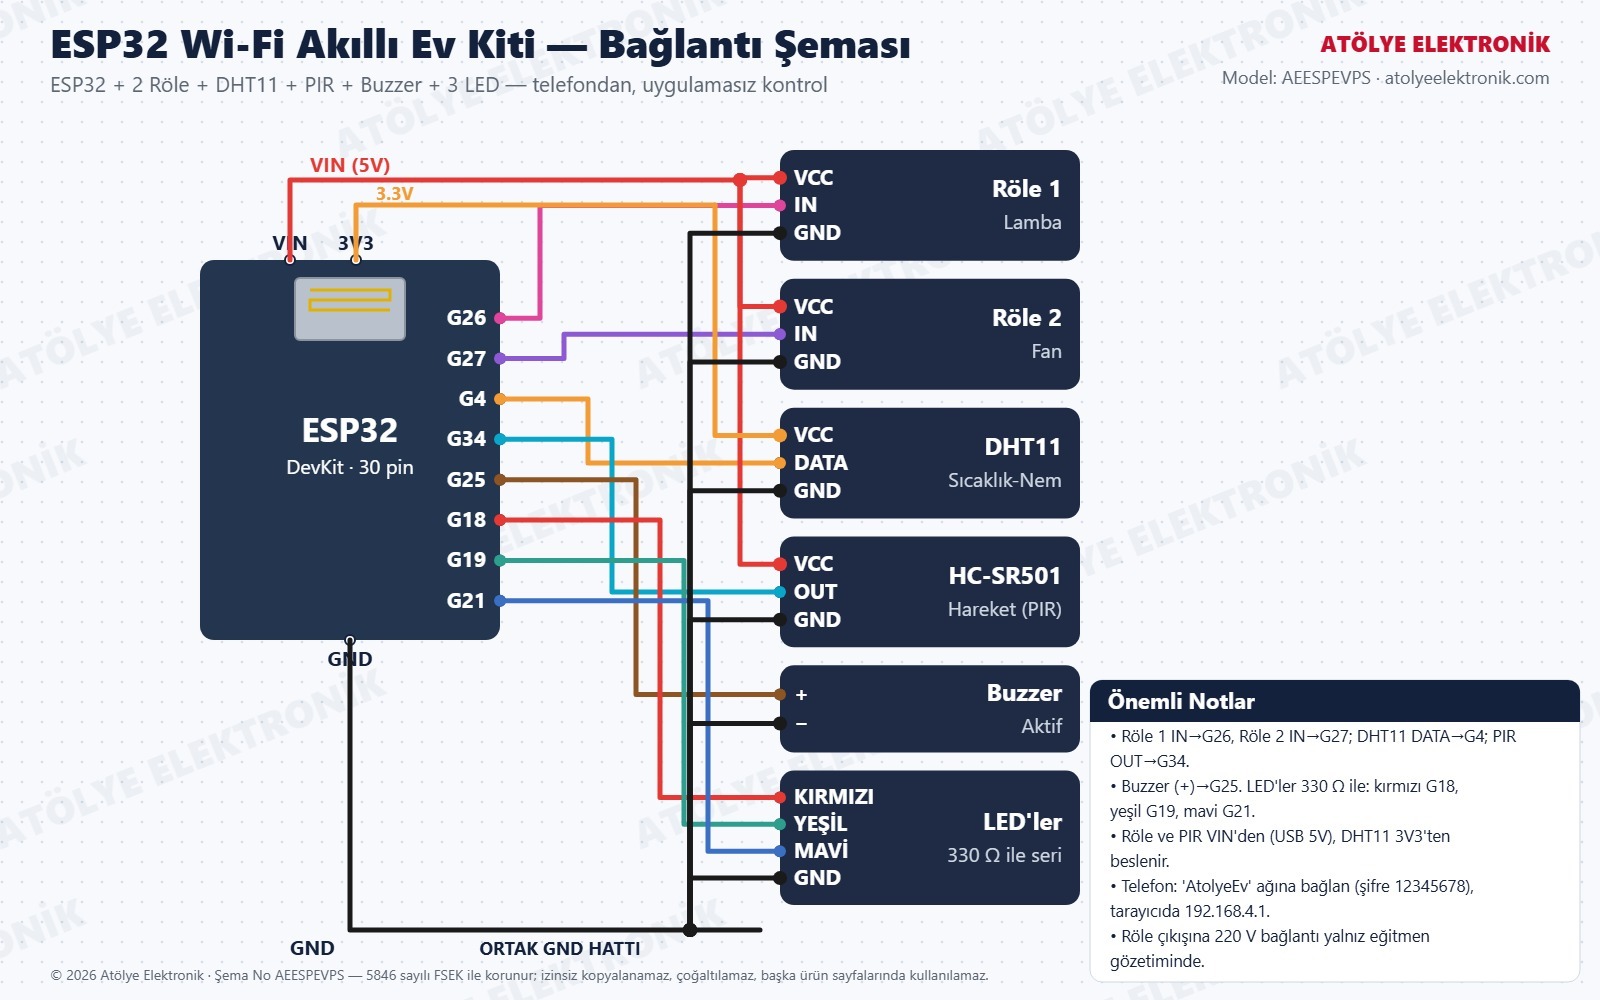 ESP32 Wi-Fi Akıllı Ev Kiti — Bağlantı Şeması
ESP32 + 2 Röle + DHT11 + PIR + Buzzer + 3 LED — telefondan, uygulamasız kontrol
ATÖLYE ELEKTRONİK
Model: AEESPEVPS · atolyeelektronik.com
VIN (5V)
3.3V
VIN
3V3
G26
G27
G4
G34
G25
G18
G19
G21
ESP32
DevKit · 30 pin
GND
VCC
IN
GND
Röle 1
Lamba
VCC
IN
GND
Röle 2
Fan
VCC
DATA
GND
DHT11
Sıcaklık-Nem
VCC
OUT
GND
HC-SR501
Hareket (PIR)
+
−
Buzzer
Aktif
KIRMIZI
YEŞİL
MAVİ
GND
LED'ler
330 Ω ile seri
Önemli Notlar
• Röle 1 IN→G26, Röle 2 IN→G27; DHT11 DATA→G4; PIR
OUT→G34.
• Buzzer (+)→G25. LED'ler 330 Ω ile: kırmızı G18,
yeşil G19, mavi G21.
• Röle ve PIR VIN'den (USB 5V), DHT11 3V3'ten
beslenir.
• Telefon: 'AtolyeEv' ağına bağlan (şifre 12345678),
tarayıcıda 192.168.4.1.
• Röle çıkışına 220 V bağlantı yalnız eğitmen
gözetiminde.
GND
ORTAK GND HATTI
© 2026 Atölye Elektronik · Şema No AEESPEVPS — 5846 sayılı FSEK ile korunur; izinsiz kopyalanamaz, çoğaltılamaz, başka ürün sayfalarında kullanılamaz.